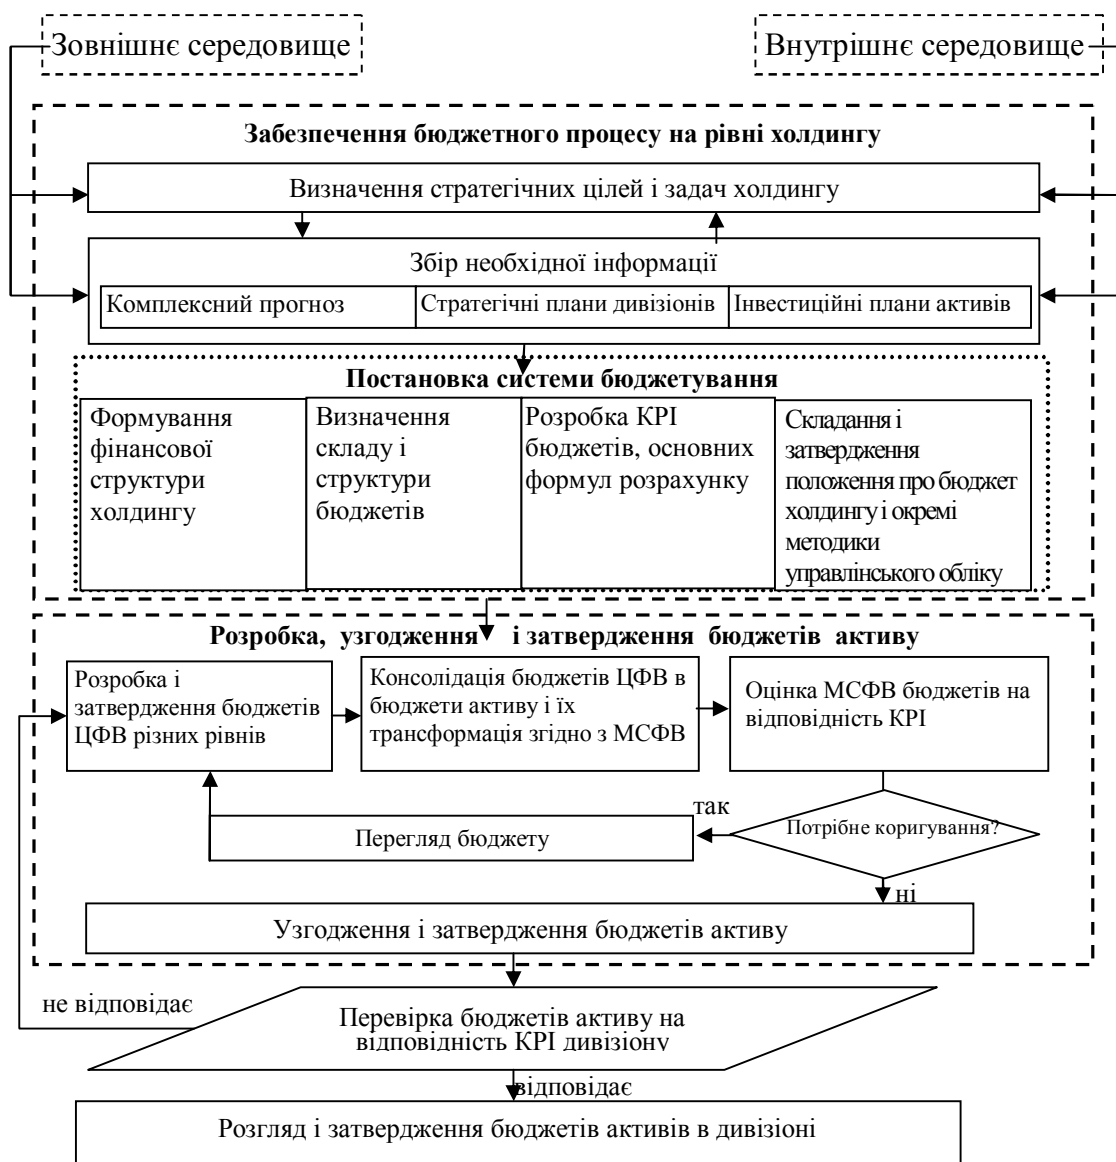 Зовнішнє середовище
Внутрішнє середовище
Забезпечення бюджетного процесу на рівні холдингу
Визначення стратегічних цілей і задач холдингу
Збір необхідної інформації
Комплексний прогноз
Стратегічні плани дивізіонів
Інвестиційні плани активів
Постановка системи бюджетування
Формування
фінансової
структури
холдингу
Визначення
складу і
структури
бюджетів
Розробка КРІ
бюджетів, основних
формул розрахунку
Складання і
затвердження
положення про бюджет
холдингу і окремі
методики
управлінського обліку
Розробка, узгодження і затвердження бюджетів активу
Розробка і
затвердження бюджетів
ЦФВ різних рівнів
Консолідація бюджетів ЦФВ в
бюджети активу і їх
трансформація згідно з МСФВ
Оцінка МСФВ бюджетів на
відповідність КРІ
так
Потрібне коригування?
Перегляд бюджету
ні
Узгодження і затвердження бюджетів активу
не відповідає
Перевірка бюджетів активу на
відповідність КРІ дивізіону
відповідає
Розгляд і затвердження бюджетів активів в дивізіоні